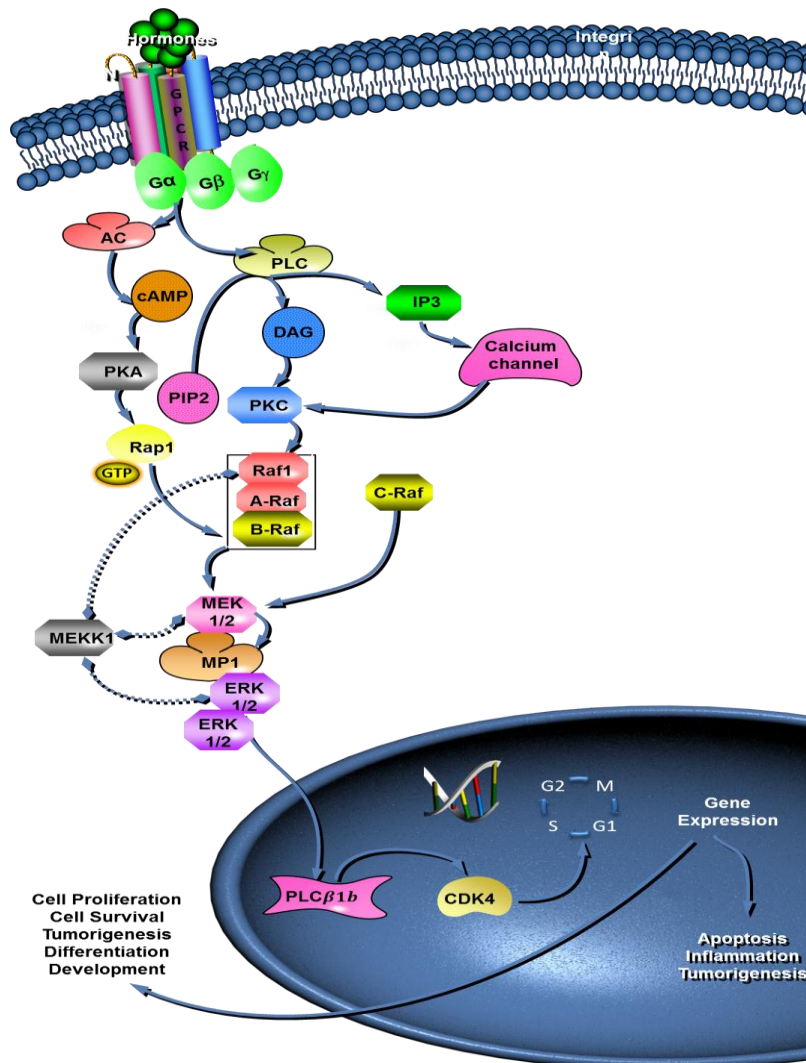 Hormones
Integri
n
N
G
P
C
R
Gα
Gβ
Gγ
AC
PLC
cAMP
IP3
DAG
Calcium
channel
PKA
PIP2
PKC
Rap1
GTP
Raf1
A-Raf
B-Raf
C-Raf
MEK
1/2
MEKK1
MP1
ERK
1/2
ERK
1/2
G2
M
S
G1
Gene
Expression
PLCβ1b
CDK4
Cell Proliferation
Cell Survival
Tumorigenesis
Differentiation
Development
Apoptosis
Inflammation
Tumorigenesis